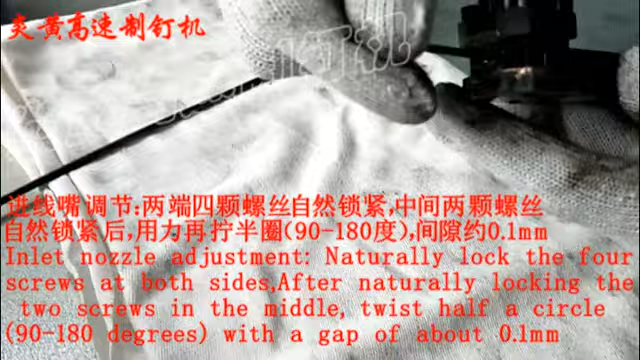 炎黄高速制钉机
进线嘴调节:两端四颗螺丝自然锁紧,中间两颗螺丝
自然锁紧后,用力再拧半圈(90-180度),间隙约0.1mm
Inlet nozzle adjustment: Naturally lock the four
screws at both sides,After naturally locking the
two screws in the middle, twist half a circle
(90-180 degrees) with a gap of about 0.1mm